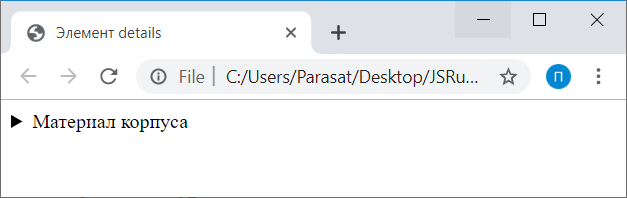 Элемент details
File C:/Users/Parasat/Desktop/JSRu...
П
Материал корпуса